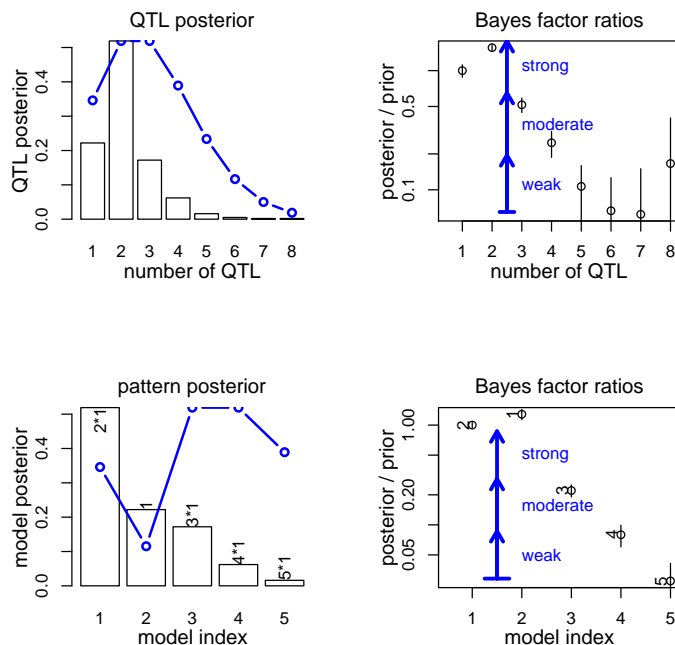 QTL posterior
QTL posterior
0.0 0.2 0.4
1 2 3 4 5 6 7 8
number of QTL
Bayes factor ratios
posterior / prior
0.1 0.5
strong
moderate
weak
1 2 3 4 5 6 7 8
number of QTL
pattern posterior
model posterior
0.0 0.2 0.4
2*1
1
3*1
4*1
5*1
1 2 3 4 5
model index
Bayes factor ratios
posterior / prior
0.05 0.20 1.00
2
1
3
4
5
strong
moderate
weak
1 2 3 4 5
model index